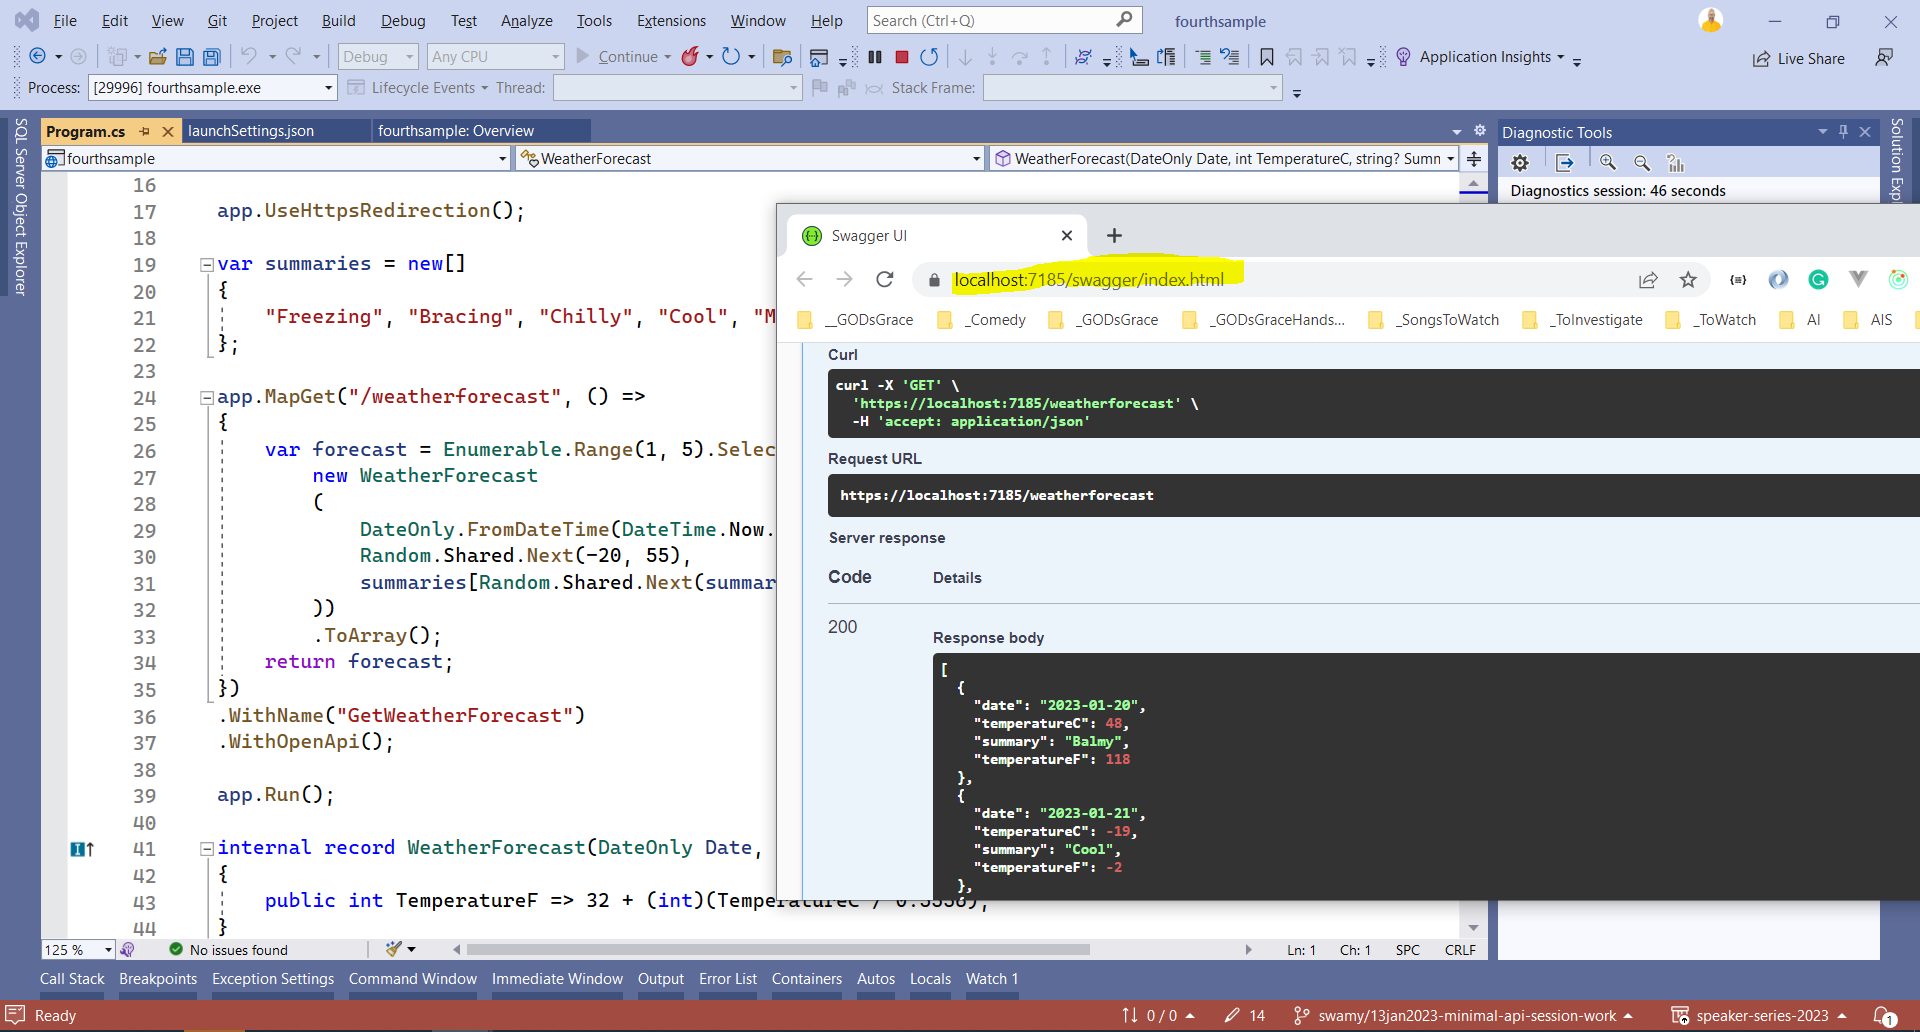 File Edit View Git Project Build Debug Test Analyze Tools Extensions Window Help Search (Ctrl+Q) fourthsample
Debug Any CPU Continue Application Insights Live Share
Process: [29996] fourthsample.exe Lifecycle Events Thread: Stack Frame:
SQL Server Object Explorer
Program.cs launchSettings.json fourthsample: Overview
fourthsample WeatherForecast WeatherForecast(DateOnly Date, int TemperatureC, string? Summ
16
17 app.UseHttpsRedirection();
18
19 var summaries = new[]
20 {
21 "Freezing", "Bracing", "Chilly", "Cool", "M
22 };
23
24 app.MapGet("/weatherforecast", () =>
25 {
26 var forecast = Enumerable.Range(1, 5).Selec
27 new WeatherForecast
28 (
29 DateOnly.FromDateTime(DateTime.Now.
30 Random.Shared.Next(-20, 55),
31 summaries[Random.Shared.Next(summar
32 ))
33 .ToArray();
34 return forecast;
35 })
36 .WithName("GetWeatherForecast")
37 .WithOpenApi();
38
39 app.Run();
40
41 internal record WeatherForecast(DateOnly Date,
42 {
43 public int TemperatureF => 32 + (int)(TemperatureC / 0.5556);
44 }
Diagnostic Tools
Diagnostics session: 46 seconds
Solution Expl
Swagger UI
localhost:7185/swagger/index.html
__GODsGrace _Comedy _GODsGrace _GODsGraceHands... _SongsToWatch _ToInvestigate _ToWatch AI AIS
Curl
curl -X 'GET' \
'https://localhost:7185/weatherforecast' \
-H 'accept: application/json'
Request URL
https://localhost:7185/weatherforecast
Server response
Code Details
200
Response body
[
{
"date": "2023-01-20",
"temperatureC": 48,
"summary": "Balmy",
"temperatureF": 118
},
{
"date": "2023-01-21",
"temperatureC": -19,
"summary": "Cool",
"temperatureF": -2
},
125 % No issues found Ln: 1 Ch: 1 SPC CRLF
Call Stack Breakpoints Exception Settings Command Window Immediate Window Output Error List Containers Autos Locals Watch 1
Ready 0 / 0 14 swamy/13jan2023-minimal-api-session-work speaker-series-2023 1